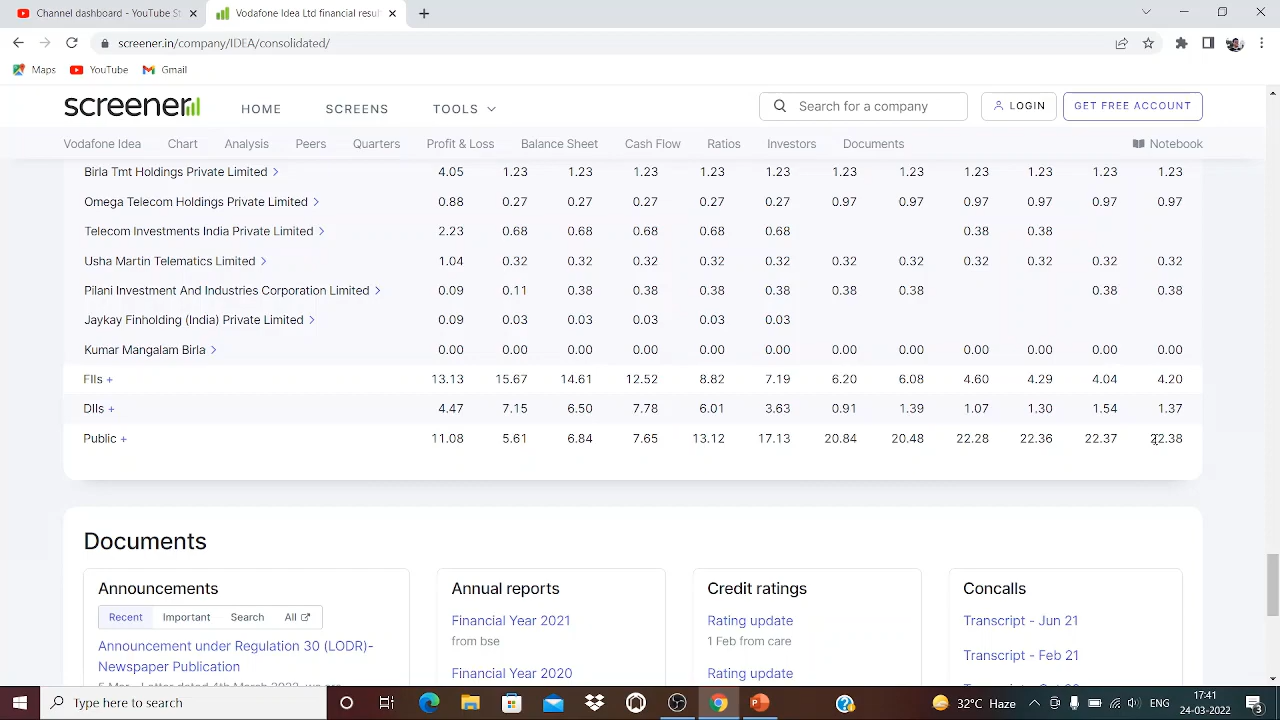 Channel dashboard - YouTube St
Vodafone Idea Ltd financial resul
screener.in/company/IDEA/consolidated/
Maps YouTube Gmail
screener HOME SCREENS TOOLS Search for a company LOGIN GET FREE ACCOUNT
Vodafone Idea Chart Analysis Peers Quarters Profit & Loss Balance Sheet Cash Flow Ratios Investors Documents Notebook
Birla Tmt Holdings Private Limited 4.05 1.23 1.23 1.23 1.23 1.23 1.23 1.23 1.23 1.23 1.23 1.23
Omega Telecom Holdings Private Limited 0.88 0.27 0.27 0.27 0.27 0.27 0.97 0.97 0.97 0.97 0.97 0.97
Telecom Investments India Private Limited 2.23 0.68 0.68 0.68 0.68 0.68 0.38 0.38
Usha Martin Telematics Limited 1.04 0.32 0.32 0.32 0.32 0.32 0.32 0.32 0.32 0.32 0.32 0.32
Pilani Investment And Industries Corporation Limited 0.09 0.11 0.38 0.38 0.38 0.38 0.38 0.38 0.38 0.38
Jaykay Finholding (India) Private Limited 0.09 0.03 0.03 0.03 0.03 0.03
Kumar Mangalam Birla 0.00 0.00 0.00 0.00 0.00 0.00 0.00 0.00 0.00 0.00 0.00 0.00
FIIs + 13.13 15.67 14.61 12.52 8.82 7.19 6.20 6.08 4.60 4.29 4.04 4.20
DIIs + 4.47 7.15 6.50 7.78 6.01 3.63 0.91 1.39 1.07 1.30 1.54 1.37
Public + 11.08 5.61 6.84 7.65 13.12 17.13 20.84 20.48 22.28 22.36 22.37 22.38
Documents
Announcements
Recent Important Search All
Announcement under Regulation 30 (LODR)-
Newspaper Publication
5 Mar - Letter dated 4th March 2022, we are
Annual reports
Financial Year 2021
from bse
Financial Year 2020
Credit ratings
Rating update
1 Feb from care
Rating update
Concalls
Transcript - Jun 21
Transcript - Feb 21
Type here to search
32°C Haze
ENG
17:41
24-03-2022